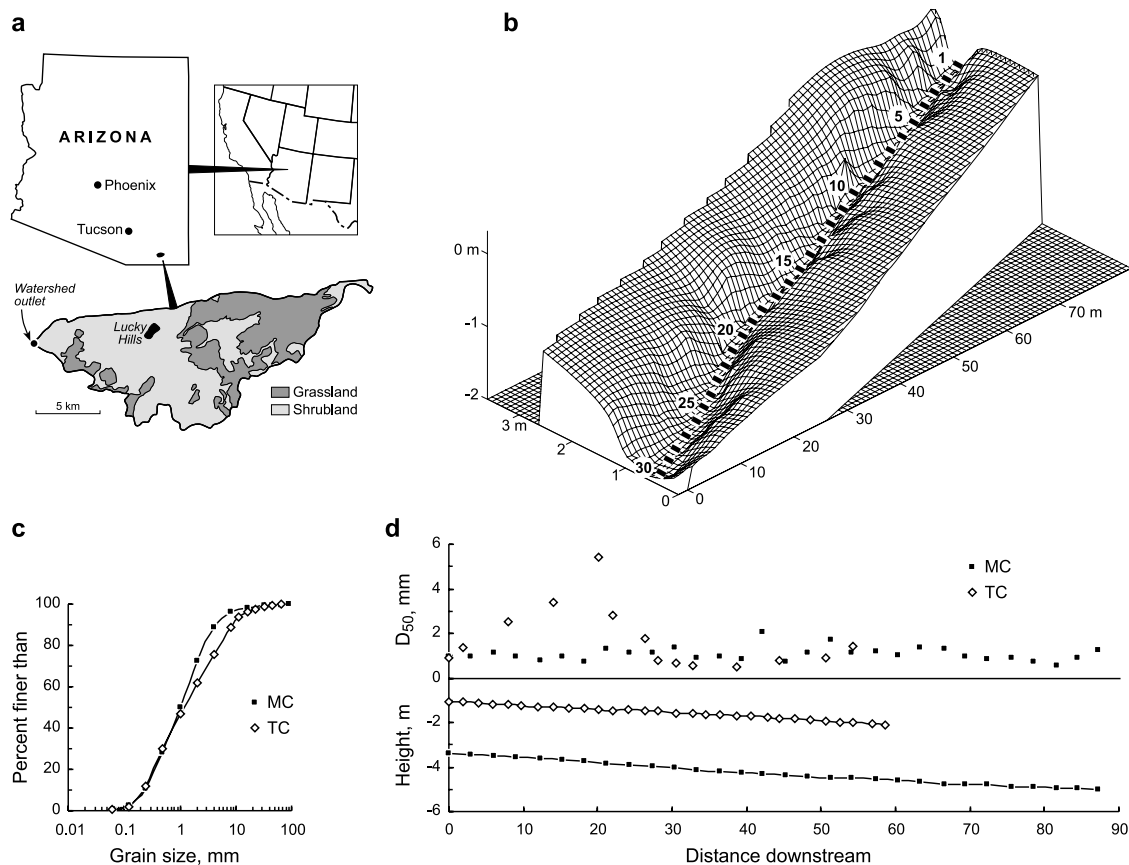 a
ARIZONA
Phoenix
Tucson
Watershed
outlet
Lucky
Hills
5 km
Grassland
Shrubland
b
1
5
10
15
20
25
30
0 m
-1
-2
3 m
2
1
0
0
10
20
30
40
50
60
70 m
c
Percent finer than
100
80
60
40
20
0
MC
TC
0.01
0.1
1
10
100
Grain size, mm
d
D50, mm
6
4
2
0
MC
TC
Height, m
-2
-4
-6
0
10
20
30
40
50
60
70
80
90
Distance downstream